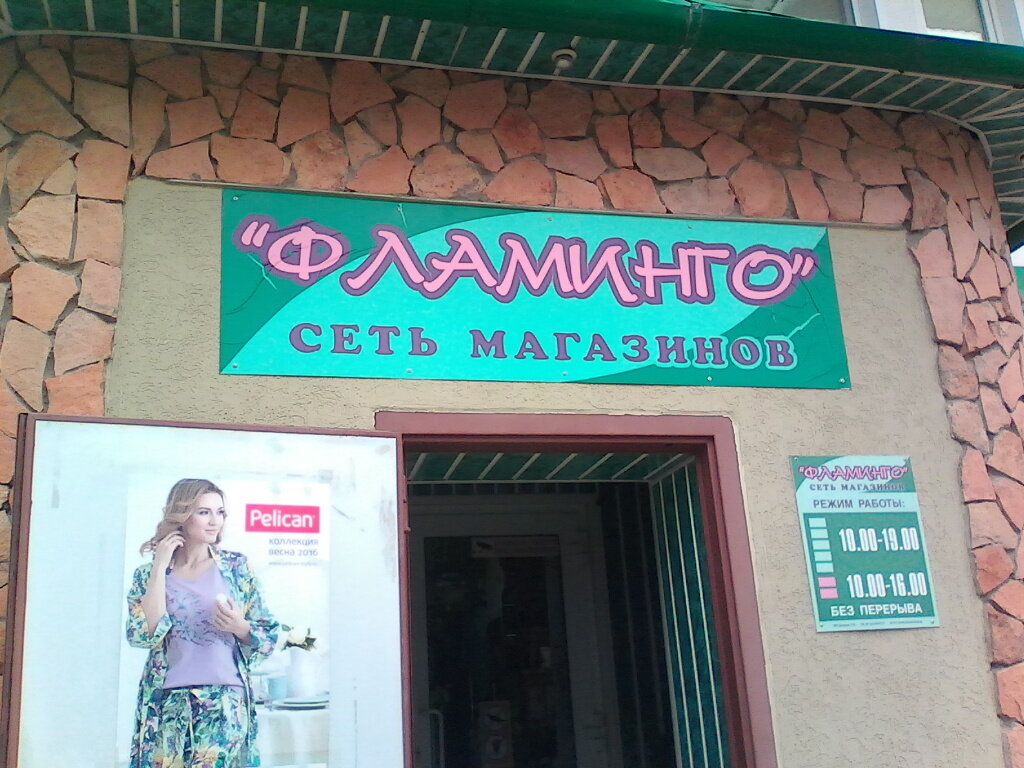 "ФЛАМИНГО"
СЕТЬ МАГАЗИНОВ
Pelican
коллекция
весна 2016
"ФЛАМИНГО"
СЕТЬ МАГАЗИНОВ
РЕЖИМ РАБОТЫ:
10.00-19.00
10.00-16.00
БЕЗ ПЕРЕРЫВА